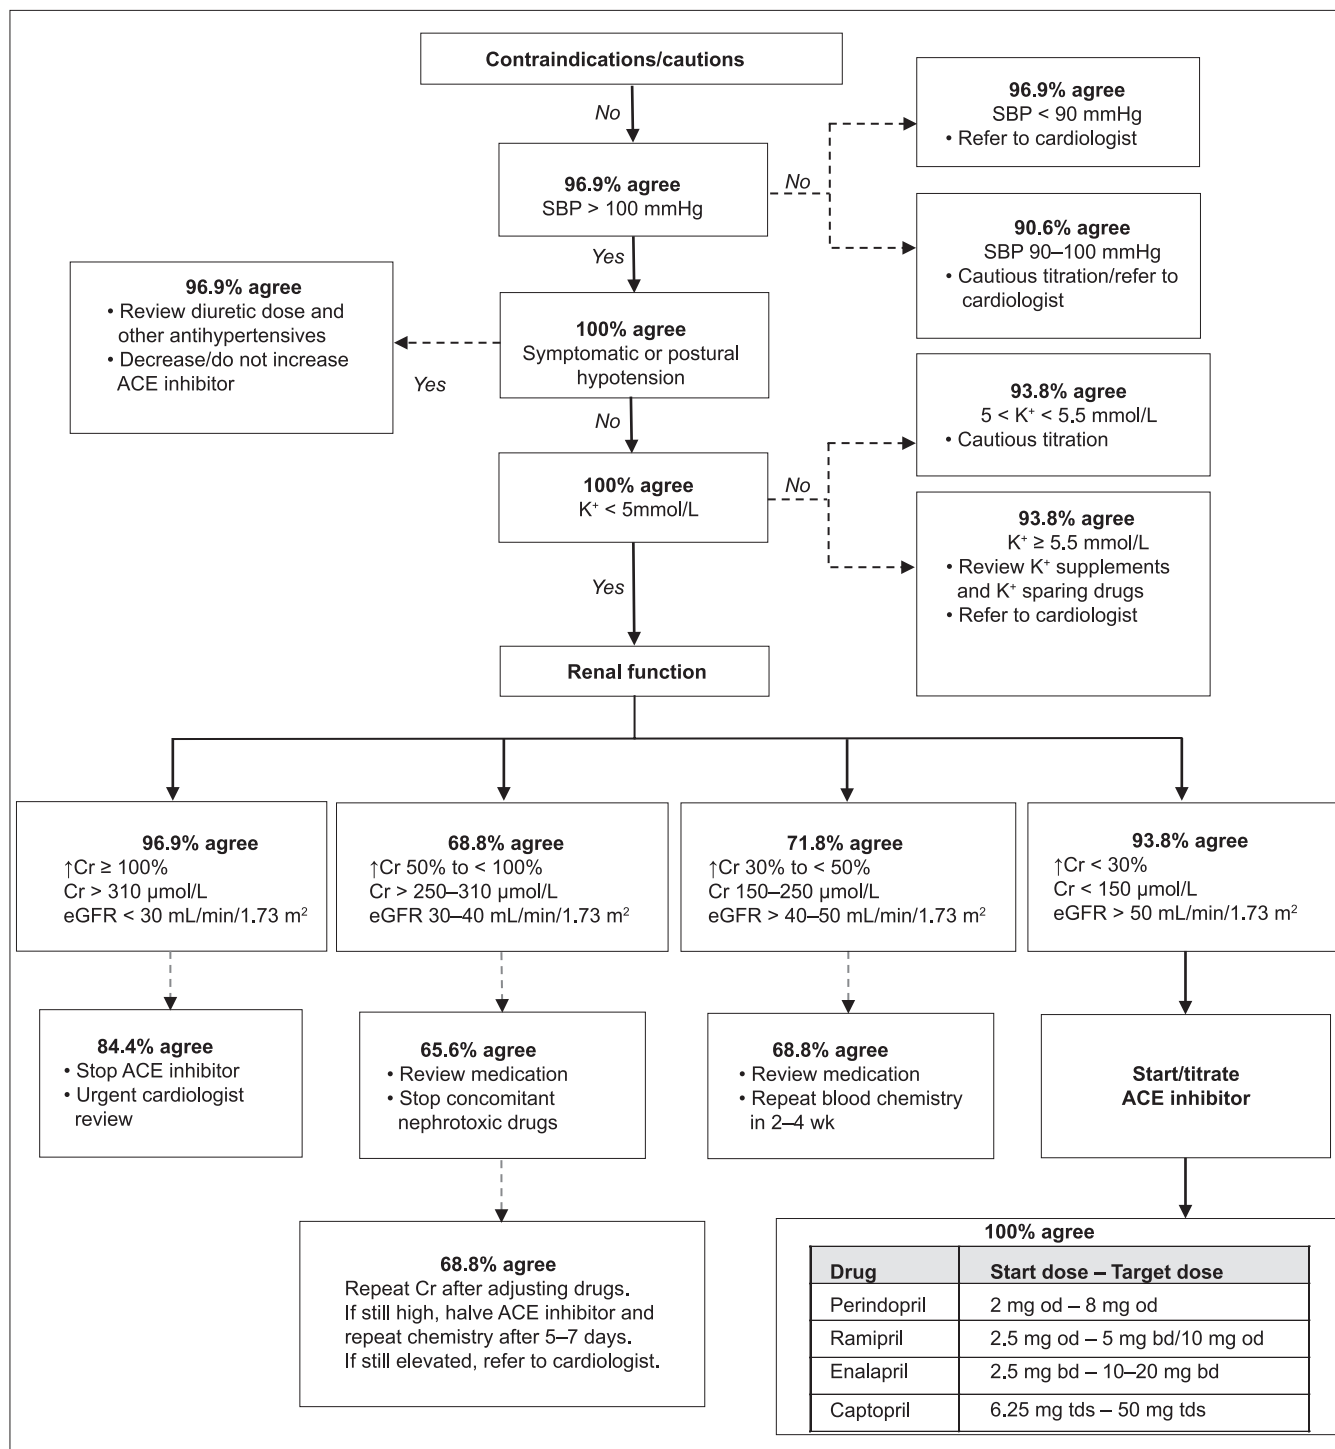 Contraindications/cautions
No
96.9% agree
SBP < 90 mmHg
• Refer to cardiologist
96.9% agree
SBP > 100 mmHg
No
90.6% agree
SBP 90–100 mmHg
• Cautious titration/refer to
cardiologist
Yes
96.9% agree
• Review diuretic dose and
other antihypertensives
• Decrease/do not increase
ACE inhibitor
Yes
100% agree
Symptomatic or postural
hypotension
No
93.8% agree
5 < K⁺ < 5.5 mmol/L
• Cautious titration
100% agree
K⁺ < 5mmol/L
No
93.8% agree
K⁺ ≥ 5.5 mmol/L
• Review K⁺ supplements
and K⁺ sparing drugs
• Refer to cardiologist
Yes
Renal function
96.9% agree
↑Cr ≥ 100%
Cr > 310 µmol/L
eGFR < 30 mL/min/1.73 m²
68.8% agree
↑Cr 50% to < 100%
Cr > 250–310 µmol/L
eGFR 30–40 mL/min/1.73 m²
71.8% agree
↑Cr 30% to < 50%
Cr 150–250 µmol/L
eGFR > 40–50 mL/min/1.73 m²
93.8% agree
↑Cr < 30%
Cr < 150 µmol/L
eGFR > 50 mL/min/1.73 m²
84.4% agree
• Stop ACE inhibitor
• Urgent cardiologist
review
65.6% agree
• Review medication
• Stop concomitant
nephrotoxic drugs
68.8% agree
• Review medication
• Repeat blood chemistry
in 2–4 wk
Start/titrate
ACE inhibitor
68.8% agree
Repeat Cr after adjusting drugs.
If still high, halve ACE inhibitor and
repeat chemistry after 5–7 days.
If still elevated, refer to cardiologist.
100% agree
Drug Start dose – Target dose
Perindopril 2 mg od – 8 mg od
Ramipril 2.5 mg od – 5 mg bd/10 mg od
Enalapril 2.5 mg bd – 10–20 mg bd
Captopril 6.25 mg tds – 50 mg tds